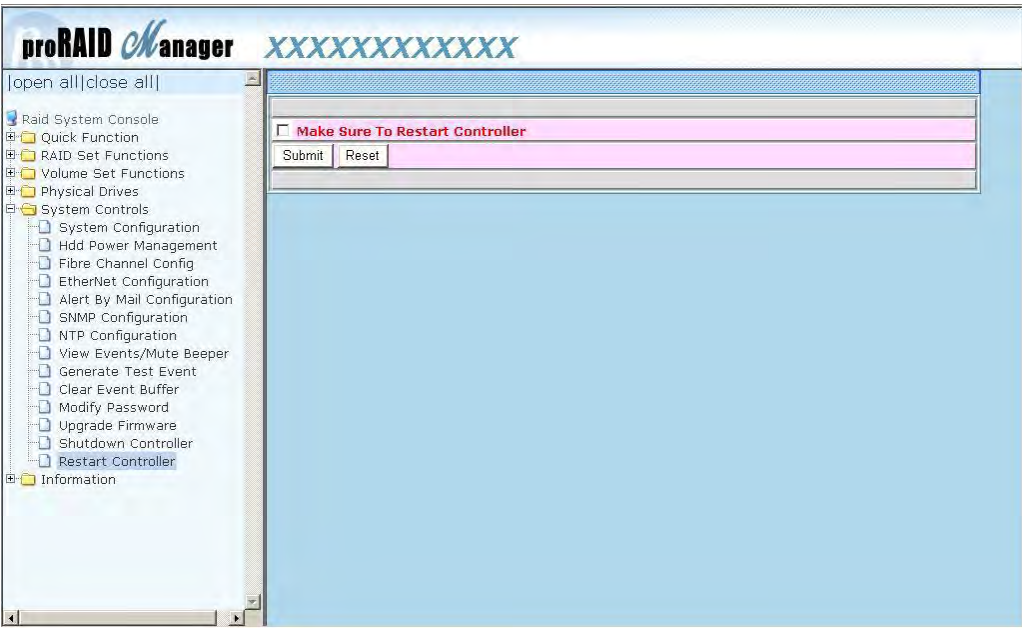 proRAID Manager XXXXXXXXXXXX
|open all|close all|
Raid System Console
Quick Function
RAID Set Functions
Volume Set Functions
Physical Drives
System Controls
System Configuration
Hdd Power Management
Fibre Channel Config
EtherNet Configuration
Alert By Mail Configuration
SNMP Configuration
NTP Configuration
View Events/Mute Beeper
Generate Test Event
Clear Event Buffer
Modify Password
Upgrade Firmware
Shutdown Controller
Restart Controller
Information
Make Sure To Restart Controller
Submit Reset